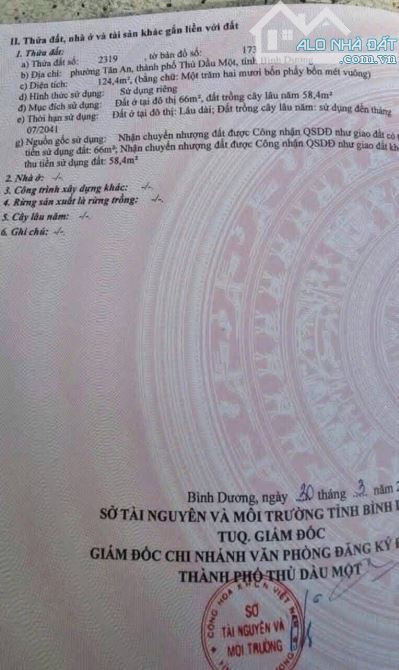 ALO NHÀ ĐẤT
II. Thửa đất, nhà ở và tài sản khác gắn liền với đất
1. Thửa đất:
a) Thửa đất số: 2319 , tờ bản đồ số: 173
b) Địa chỉ: phường Tân An, thành phố Thủ Dầu Một, tỉnh Bình Dương
c) Diện tích: 124,4m², (bằng chữ: Một trăm hai mươi bốn phẩy bốn mét vuông)
d) Hình thức sử dụng: Sử dụng riêng
đ) Mục đích sử dụng: Đất ở tại đô thị 66m², đất trồng cây lâu năm 58,4m²
e) Thời hạn sử dụng: Đất ở tại đô thị: Lâu dài; Đất trồng cây lâu năm: sử dụng đến tháng
07/2041
g) Nguồn gốc sử dụng: Nhận chuyển nhượng đất được Công nhận QSDĐ như giao đất có t
tiền sử dụng đất: 66m²; Nhận chuyển nhượng đất được Công nhận QSDĐ như giao đất kh
thu tiền sử dụng đất: 58,4m²
2. Nhà ở: -/-.
3. Công trình xây dựng khác: -/-.
4. Rừng sản xuất là rừng trồng: -/-.
5. Cây lâu năm: -/-.
6. Ghi chú: -/-.
Bình Dương, ngày 30 tháng 3 năm 2
SỞ TÀI NGUYÊN VÀ MÔI TRƯỜNG TỈNH BÌNH D
TUQ. GIÁM ĐỐC
GIÁM ĐỐC CHI NHÁNH VĂN PHÒNG ĐĂNG KÝ Đ
THÀNH PHỐ THỦ DẦU MỘT
CỘNG HÒA X.H.C.N VIỆT NAM
SỞ
TÀI NGUYÊN VÀ
MÔI TRƯỜNG